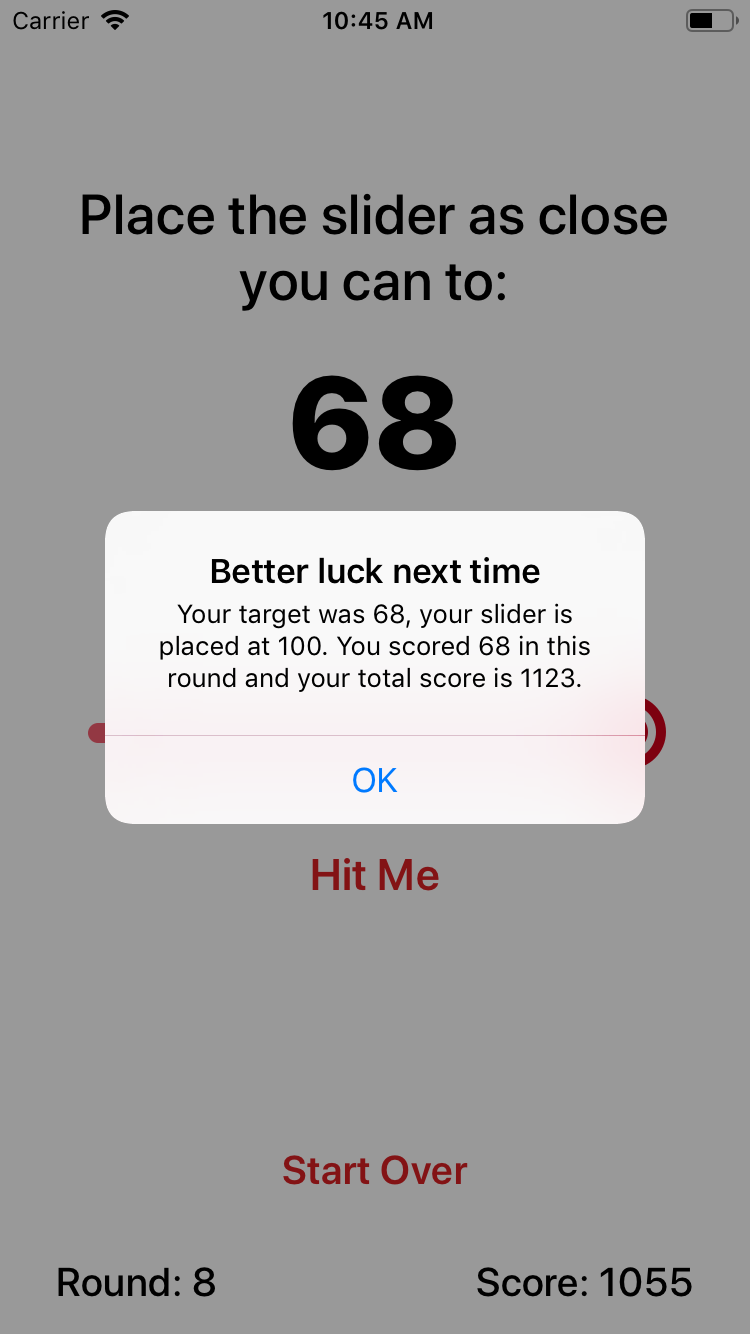 Carrier 10:45 AM
Place the slider as close
you can to:
68
Better luck next time
Your target was 68, your slider is
placed at 100. You scored 68 in this
round and your total score is 1123.
OK
Hit Me
Start Over
Round: 8 Score: 1055